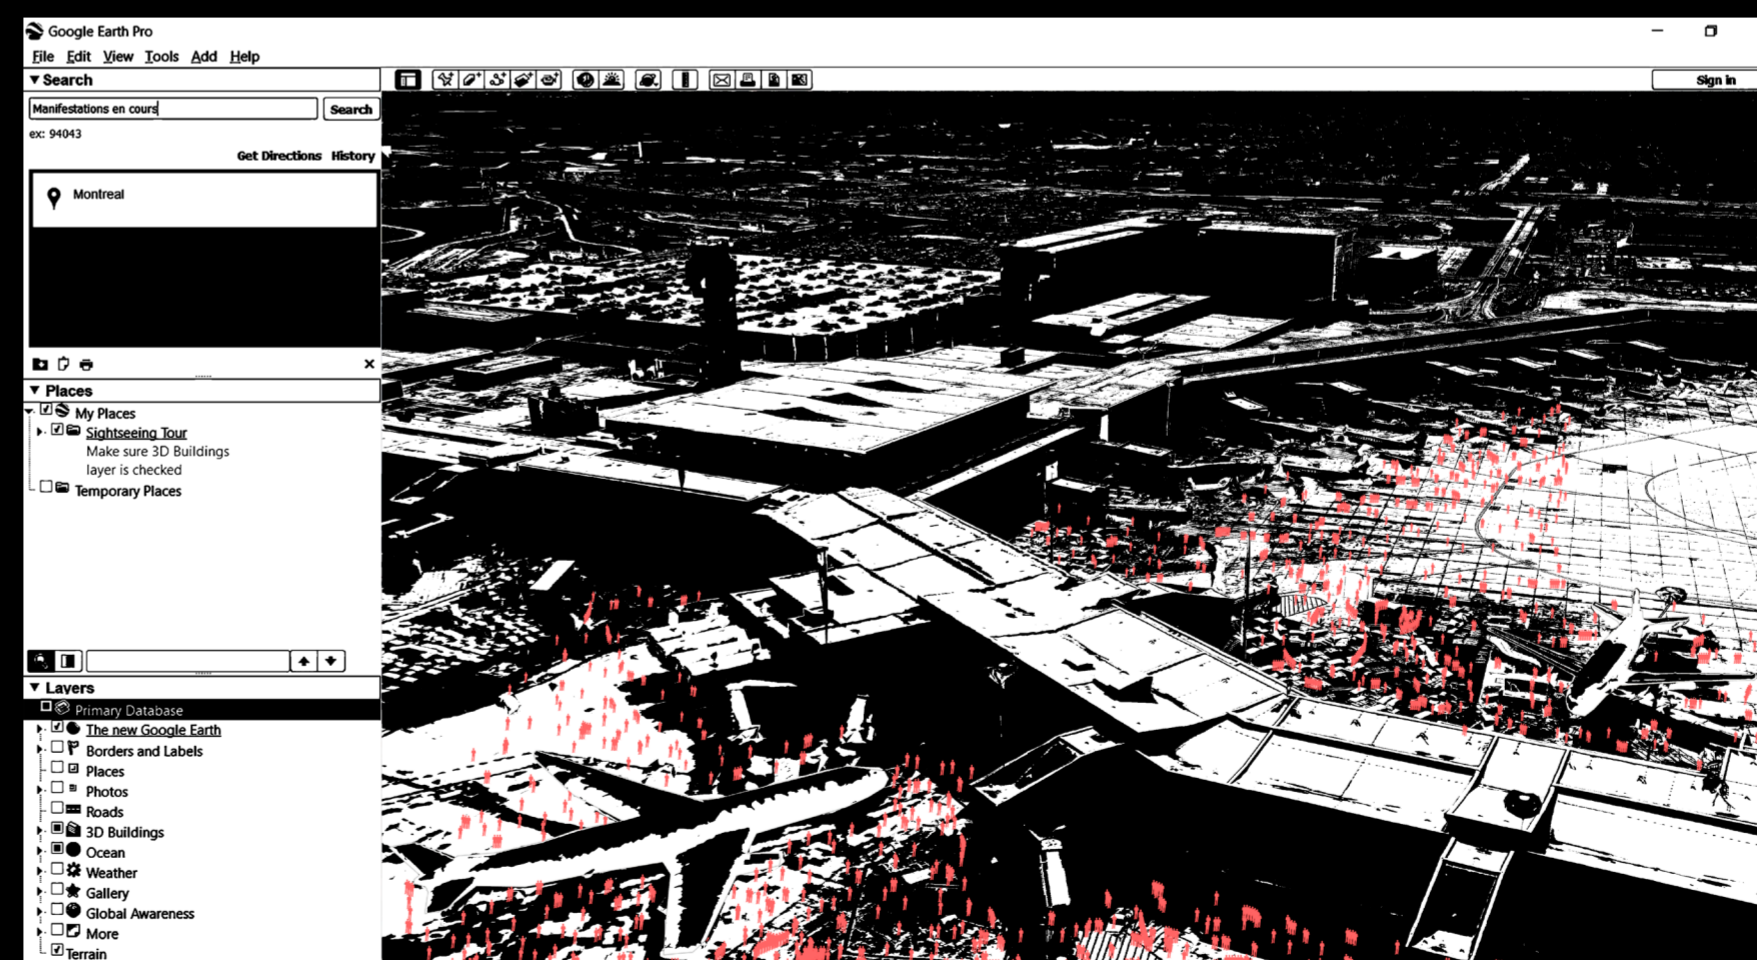 Google Earth Pro
File Edit View Tools Add Help
Search
Sign in
Manifestations en cours
Search
ex: 94043
Get Directions History
Montreal
Places
My Places
Sightseeing Tour
Make sure 3D Buildings
layer is checked
Temporary Places
Layers
Primary Database
The new Google Earth
Borders and Labels
Places
Photos
Roads
3D Buildings
Ocean
Weather
Gallery
Global Awareness
More
Terrain